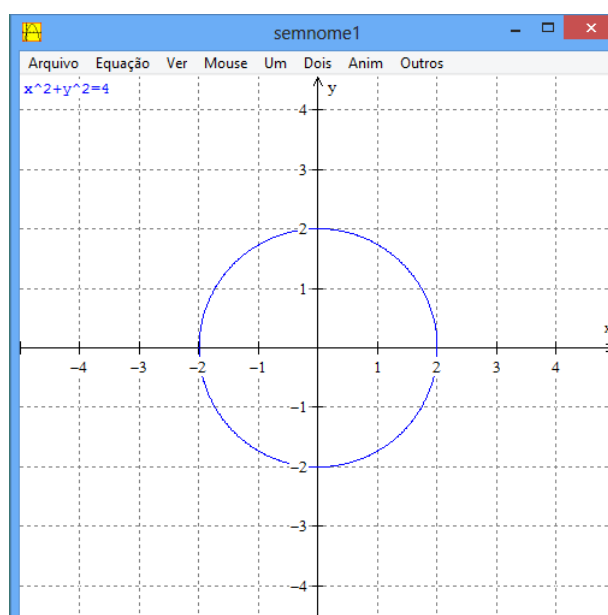 semnome1
Arquivo Equação Ver Mouse Um Dois Anim Outros
x^2+y^2=4
y
4
3
2
1
x
−4 −3 −2 −1 1 2 3 4
−1
−2
−3
−4